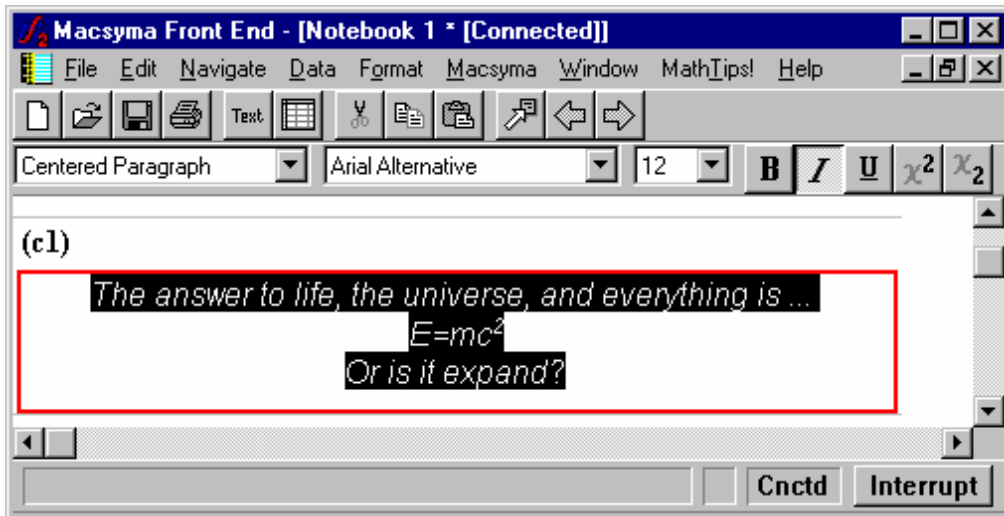 Macsyma Front End - [Notebook 1 * [Connected]]
File Edit Navigate Data Format Macsyma Window MathTips! Help
Text
Centered Paragraph Arial Alternative 12 B I U x² x₂
(c1)
The answer to life, the universe, and everything is ...
E=mc²
Or is it expand?
Cnctd Interrupt